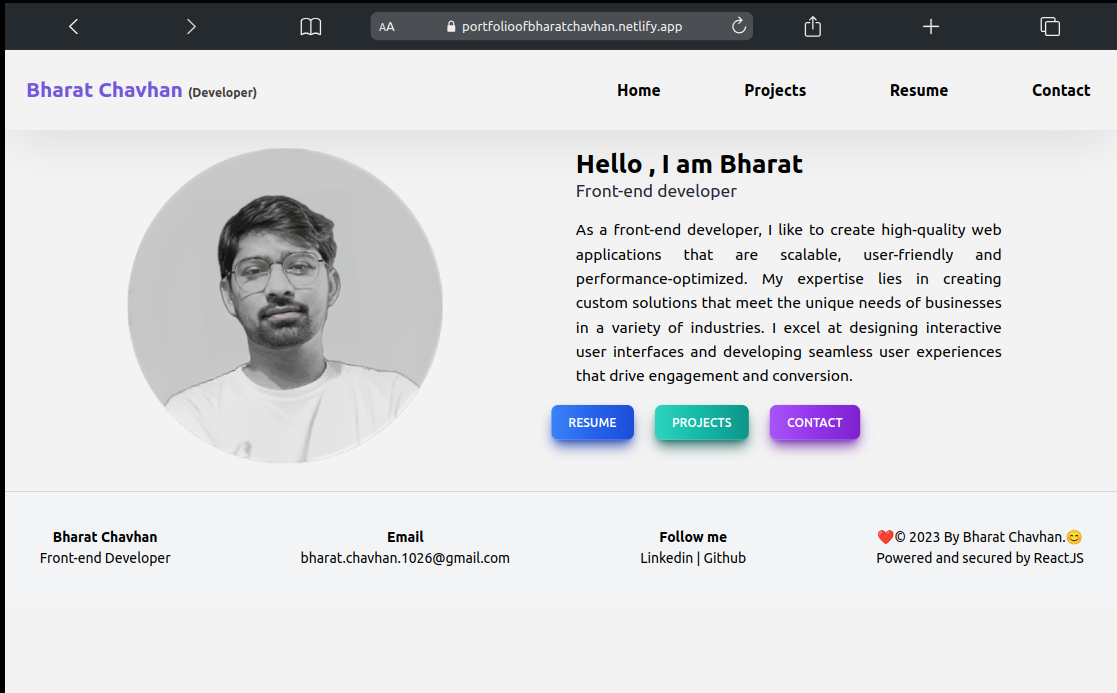 AA portfolioofbharatchavhan.netlify.app
Bharat Chavhan (Developer) Home Projects Resume Contact
Hello , I am Bharat
Front-end developer
As a front-end developer, I like to create high-quality web
applications that are scalable, user-friendly and
performance-optimized. My expertise lies in creating
custom solutions that meet the unique needs of businesses
in a variety of industries. I excel at designing interactive
user interfaces and developing seamless user experiences
that drive engagement and conversion.
RESUME PROJECTS CONTACT
Bharat Chavhan
Front-end Developer
Email
bharat.chavhan.1026@gmail.com
Follow me
Linkedin | Github
❤️© 2023 By Bharat Chavhan.😊
Powered and secured by ReactJS